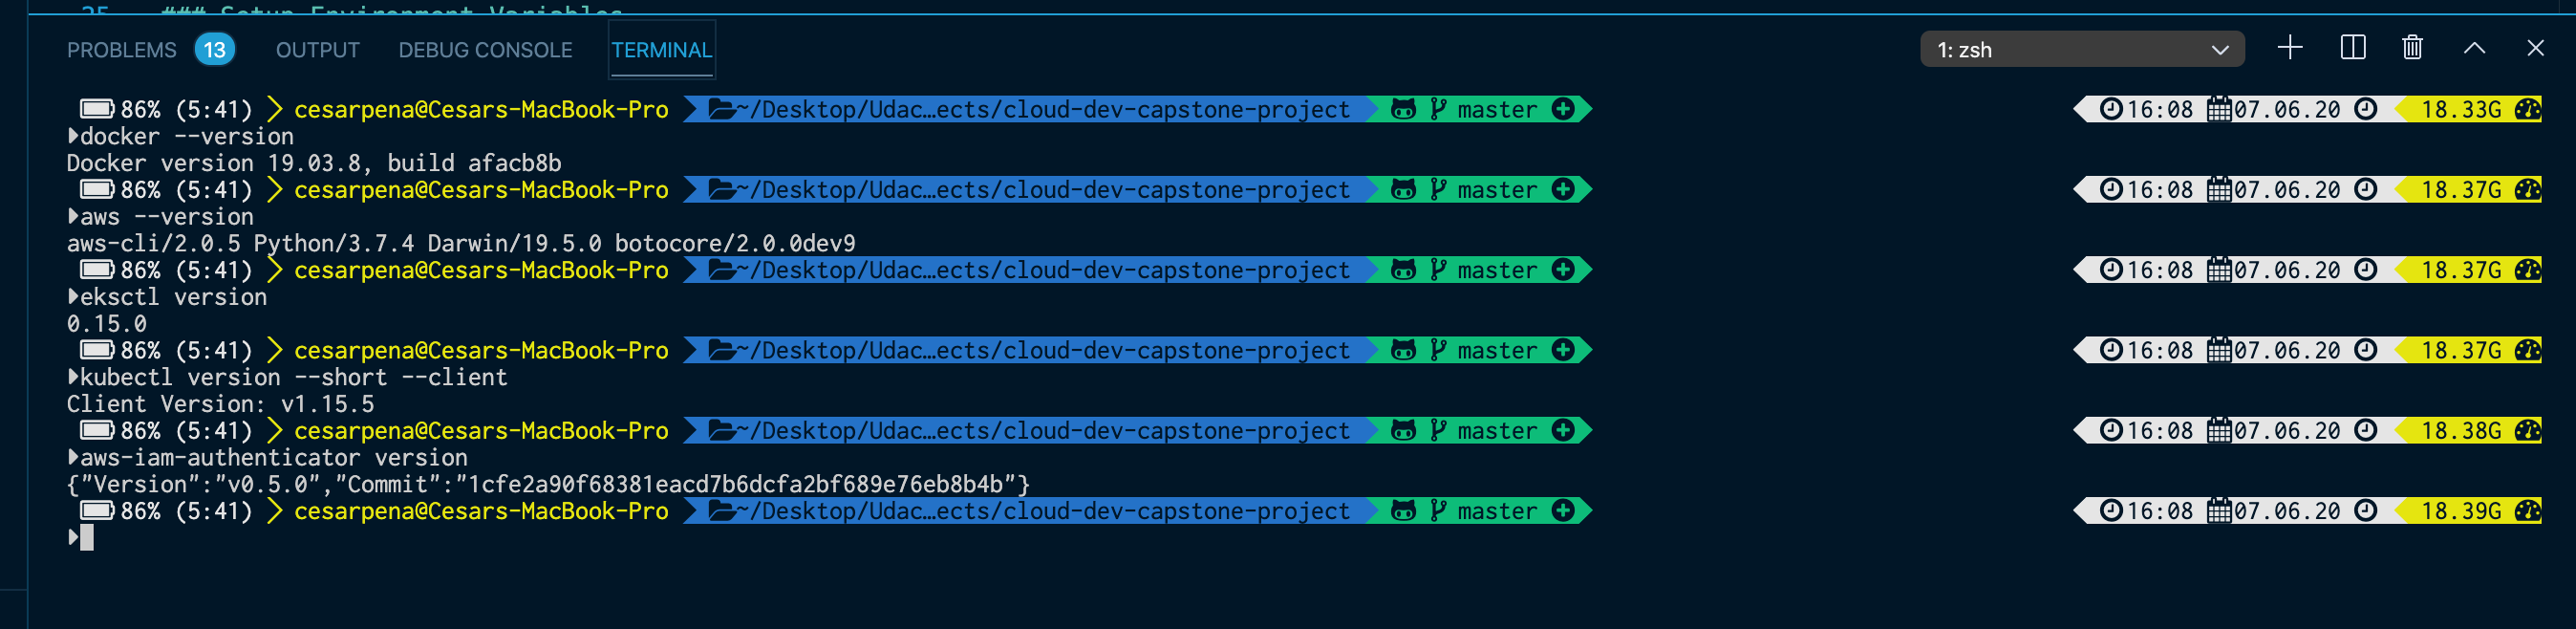 25 ### Setup Environment Variables
PROBLEMS 13 OUTPUT DEBUG CONSOLE TERMINAL 1: zsh
86% (5:41) cesarpena@Cesars-MacBook-Pro ~/Desktop/Udac…ects/cloud-dev-capstone-project master 16:08 07.06.20 18.33G
docker --version
Docker version 19.03.8, build afacb8b
86% (5:41) cesarpena@Cesars-MacBook-Pro ~/Desktop/Udac…ects/cloud-dev-capstone-project master 16:08 07.06.20 18.37G
aws --version
aws-cli/2.0.5 Python/3.7.4 Darwin/19.5.0 botocore/2.0.0dev9
86% (5:41) cesarpena@Cesars-MacBook-Pro ~/Desktop/Udac…ects/cloud-dev-capstone-project master 16:08 07.06.20 18.37G
eksctl version
0.15.0
86% (5:41) cesarpena@Cesars-MacBook-Pro ~/Desktop/Udac…ects/cloud-dev-capstone-project master 16:08 07.06.20 18.37G
kubectl version --short --client
Client Version: v1.15.5
86% (5:41) cesarpena@Cesars-MacBook-Pro ~/Desktop/Udac…ects/cloud-dev-capstone-project master 16:08 07.06.20 18.38G
aws-iam-authenticator version
{"Version":"v0.5.0","Commit":"1cfe2a90f68381eacd7b6dcfa2bf689e76eb8b4b"}
86% (5:41) cesarpena@Cesars-MacBook-Pro ~/Desktop/Udac…ects/cloud-dev-capstone-project master 16:08 07.06.20 18.39G